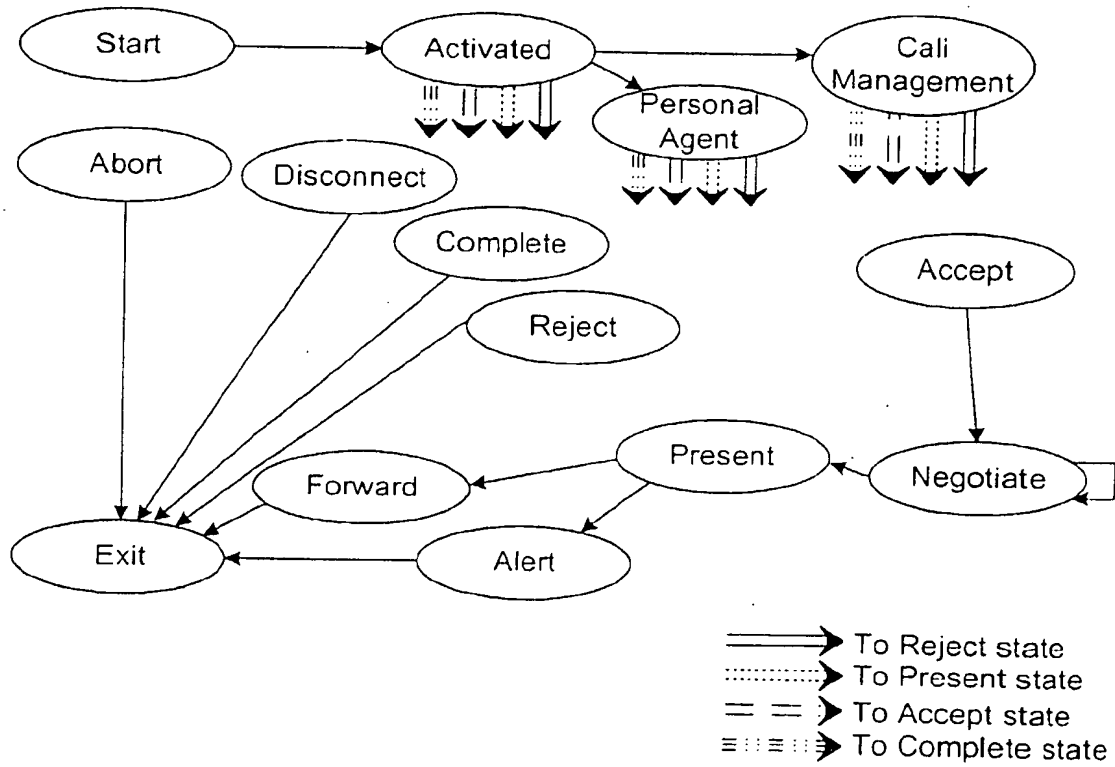 Start
Activated
Cali
Management
Personal
Agent
Abort
Disconnect
Complete
Accept
Reject
Present
Negotiate
Forward
Exit
Alert
To Reject state
To Present state
To Accept state
To Complete state